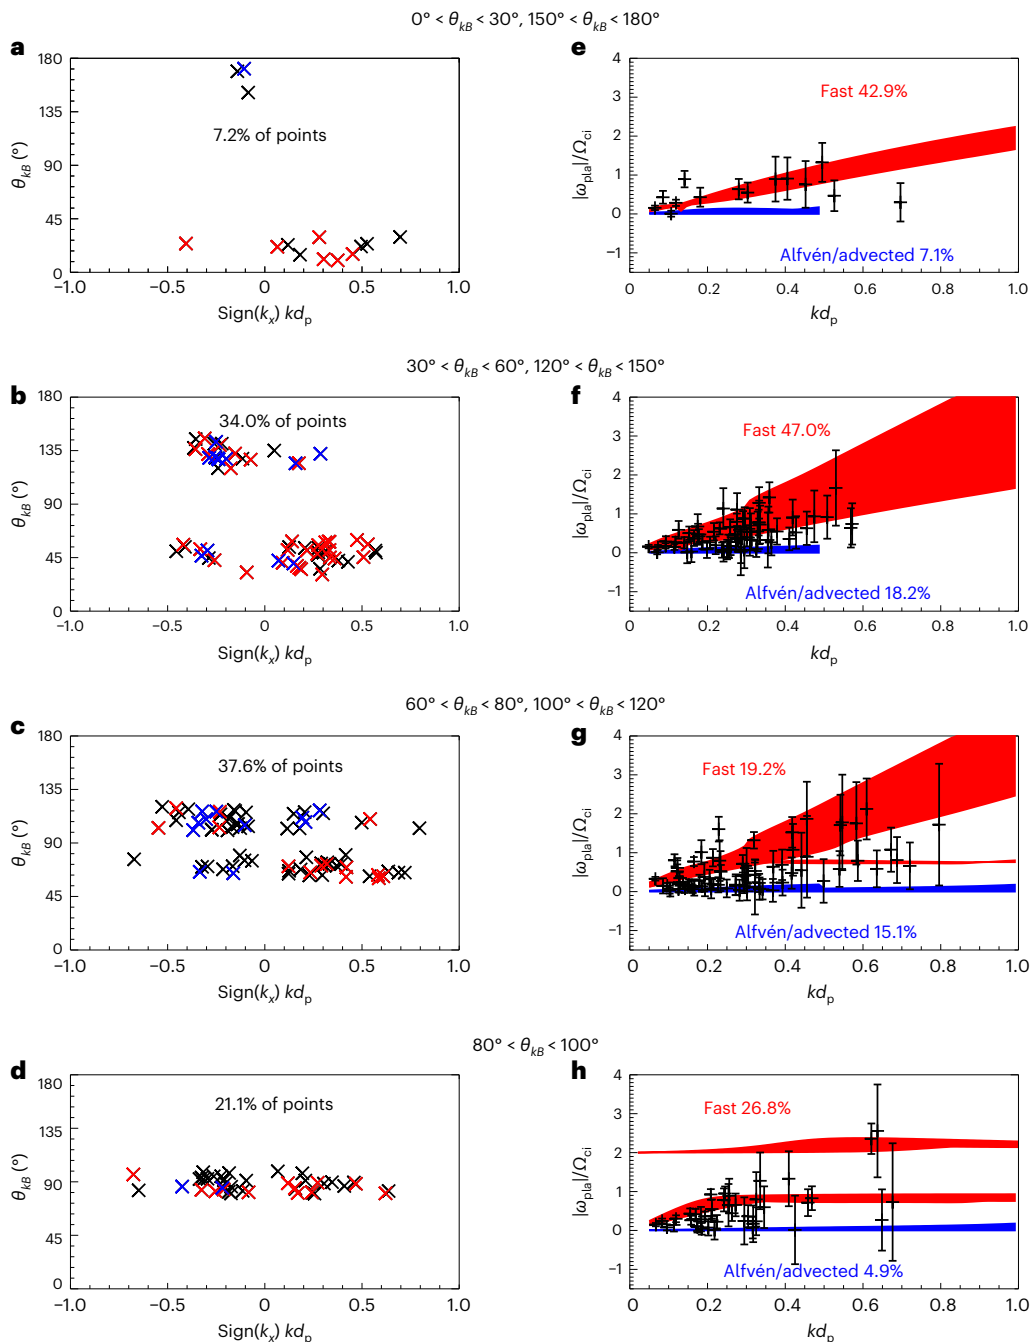 0° < θkB < 30°, 150° < θkB < 180°
a
180
135
90
45
0
θkB (°)
7.2% of points
−1.0
−0.5
0
0.5
1.0
Sign(kx) kdp
e
4
3
2
1
0
−1
|ωpla|/Ωci
Fast 42.9%
Alfvén/advected 7.1%
0
0.2
0.4
0.6
0.8
1.0
kdp
30° < θkB < 60°, 120° < θkB < 150°
b
180
135
90
45
0
θkB (°)
34.0% of points
−1.0
−0.5
0
0.5
1.0
Sign(kx) kdp
f
4
3
2
1
0
−1
|ωpla|/Ωci
Fast 47.0%
Alfvén/advected 18.2%
0
0.2
0.4
0.6
0.8
1.0
kdp
60° < θkB < 80°, 100° < θkB < 120°
c
180
135
90
45
0
θkB (°)
37.6% of points
−1.0
−0.5
0
0.5
1.0
Sign(kx) kdp
g
4
3
2
1
0
−1
|ωpla|/Ωci
Fast 19.2%
Alfvén/advected 15.1%
0
0.2
0.4
0.6
0.8
1.0
kdp
80° < θkB < 100°
d
180
135
90
45
0
θkB (°)
21.1% of points
−1.0
−0.5
0
0.5
1.0
Sign(kx) kdp
h
4
3
2
1
0
−1
|ωpla|/Ωci
Fast 26.8%
Alfvén/advected 4.9%
0
0.2
0.4
0.6
0.8
1.0
kdp